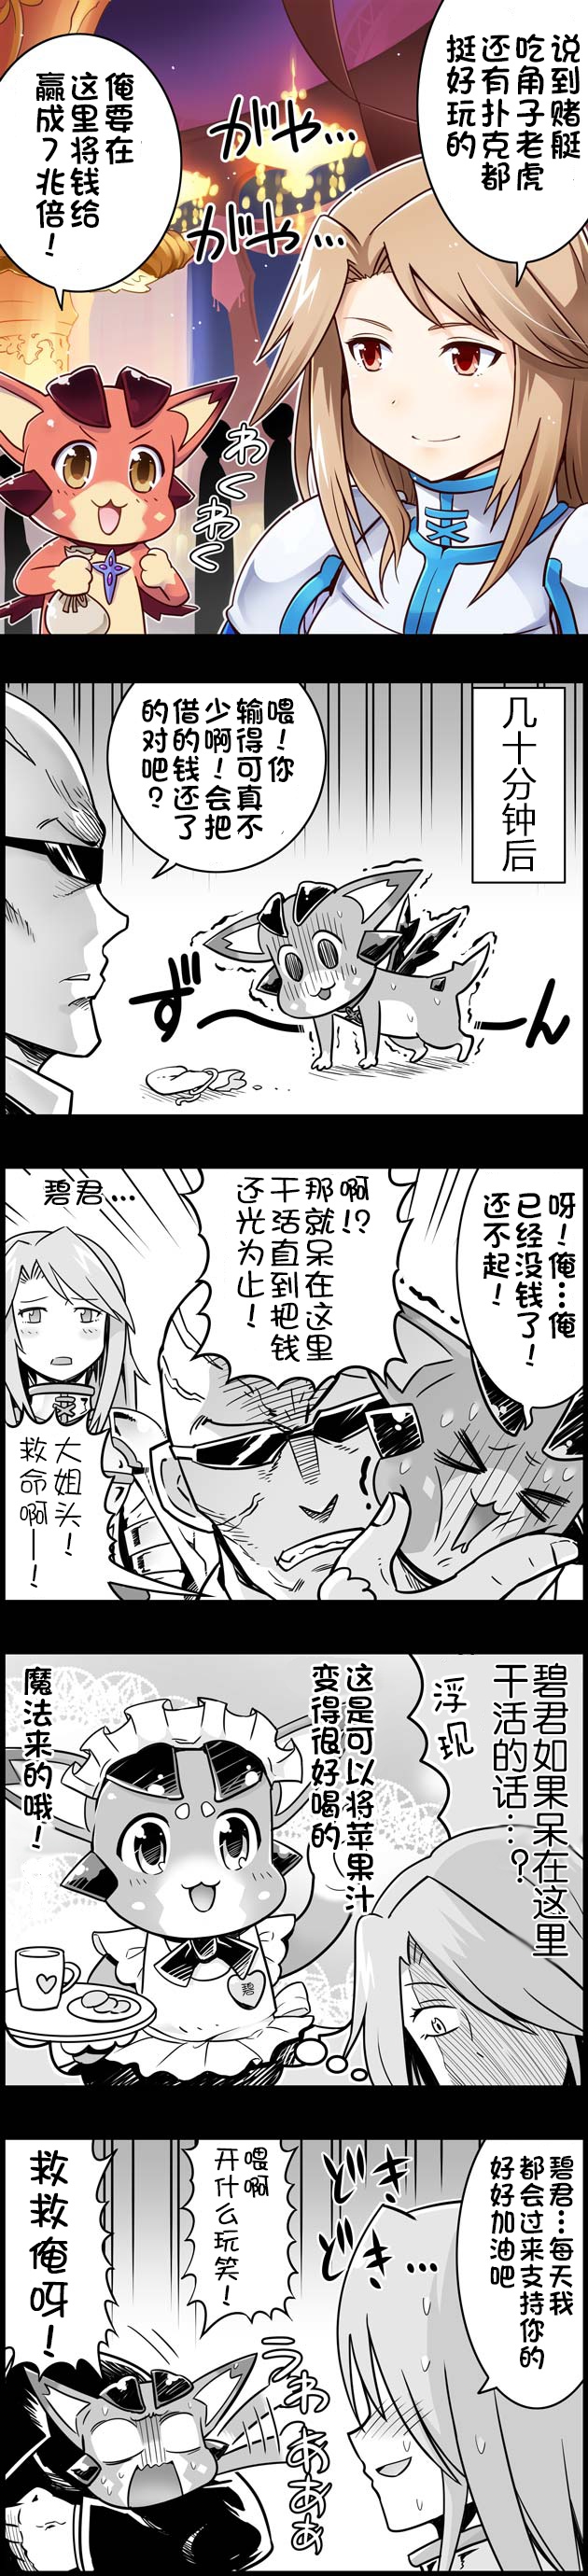 说到赌艇
吃角子老虎
还有扑克都
挺好玩的
俺要在
这里将钱给
赢成7兆倍！
ガヤ…
ガヤ…
わくわく
几十分钟后
喂！你
输得可真不
少啊！会把
借的钱还了
的对吧？
ず～～ん
呀！俺…俺
已经没钱了！
还不起！
啊!?
那就呆在这里
干活直到把钱
还光为止！
碧君…
大姐头！
救命啊—！
碧君如果呆在这里
干活的话…？
浮现
这是可以将苹果汁
变得很好喝的
魔法来的哦！
碧
碧君…每天我
都会过来支持你的
好好加油吧
どきどき…
喂啊
开什么玩笑！
救救俺呀！
うわあああぁ